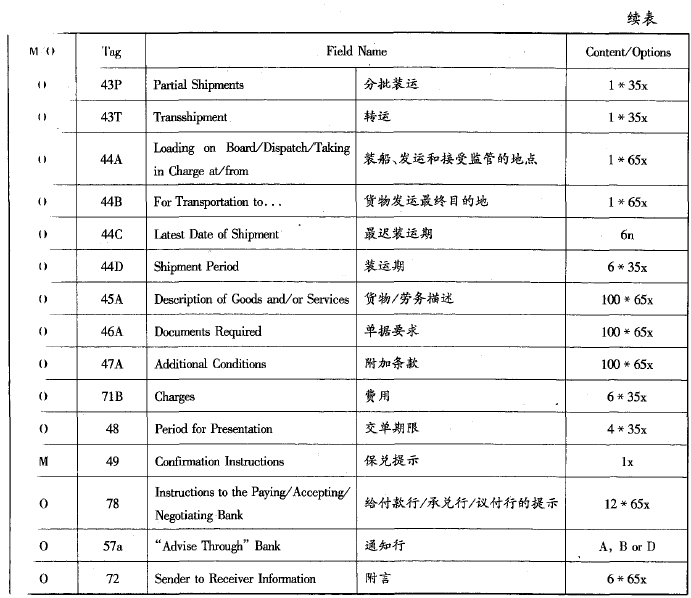 续表
M O Tag Field Name Content/Options
O 43P Partial Shipments 分批装运 1 * 35x
O 43T Transshipment 转运 1 * 35x
O 44A Loading on Board/Dispatch/Taking in Charge at/from 装船、发运和接受监管的地点 1 * 65x
O 44B For Transportation to... 货物发运最终目的地 1 * 65x
O 44C Latest Date of Shipment 最迟装运期 6n
O 44D Shipment Period 装运期 6 * 35x
O 45A Description of Goods and/or Services 货物/劳务描述 100 * 65x
O 46A Documents Required 单据要求 100 * 65x
O 47A Additional Conditions 附加条款 100 * 65x
O 71B Charges 费用 6 * 35x
O 48 Period for Presentation 交单期限 4 * 35x
M 49 Confirmation Instructions 保兑提示 1x
O 78 Instructions to the Paying/Accepting/Negotiating Bank 给付款行/承兑行/议付行的提示 12 * 65x
O 57a “Advise Through” Bank 通知行 A, B or D
O 72 Sender to Receiver Information 附言 6 * 65x